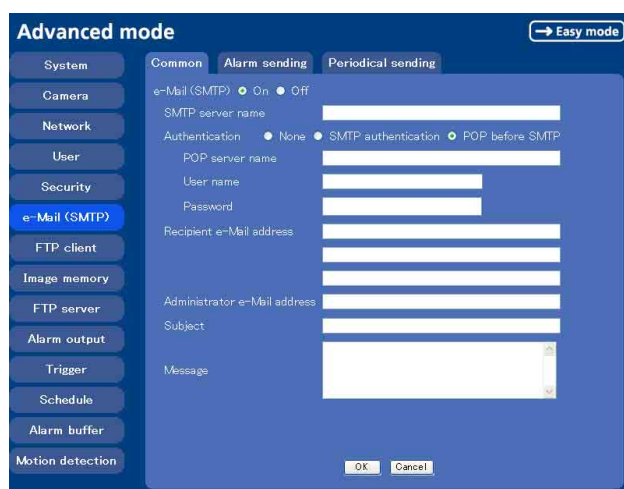 Advanced mode
→ Easy mode
System
Camera
Network
User
Security
e-Mail (SMTP)
FTP client
Image memory
FTP server
Alarm output
Trigger
Schedule
Alarm buffer
Motion detection
Common Alarm sending Periodical sending
e-Mail (SMTP) On Off
SMTP server name
Authentication None SMTP authentication POP before SMTP
POP server name
User name
Password
Recipient e-Mail address
Administrator e-Mail address
Subject
Message
OK Cancel